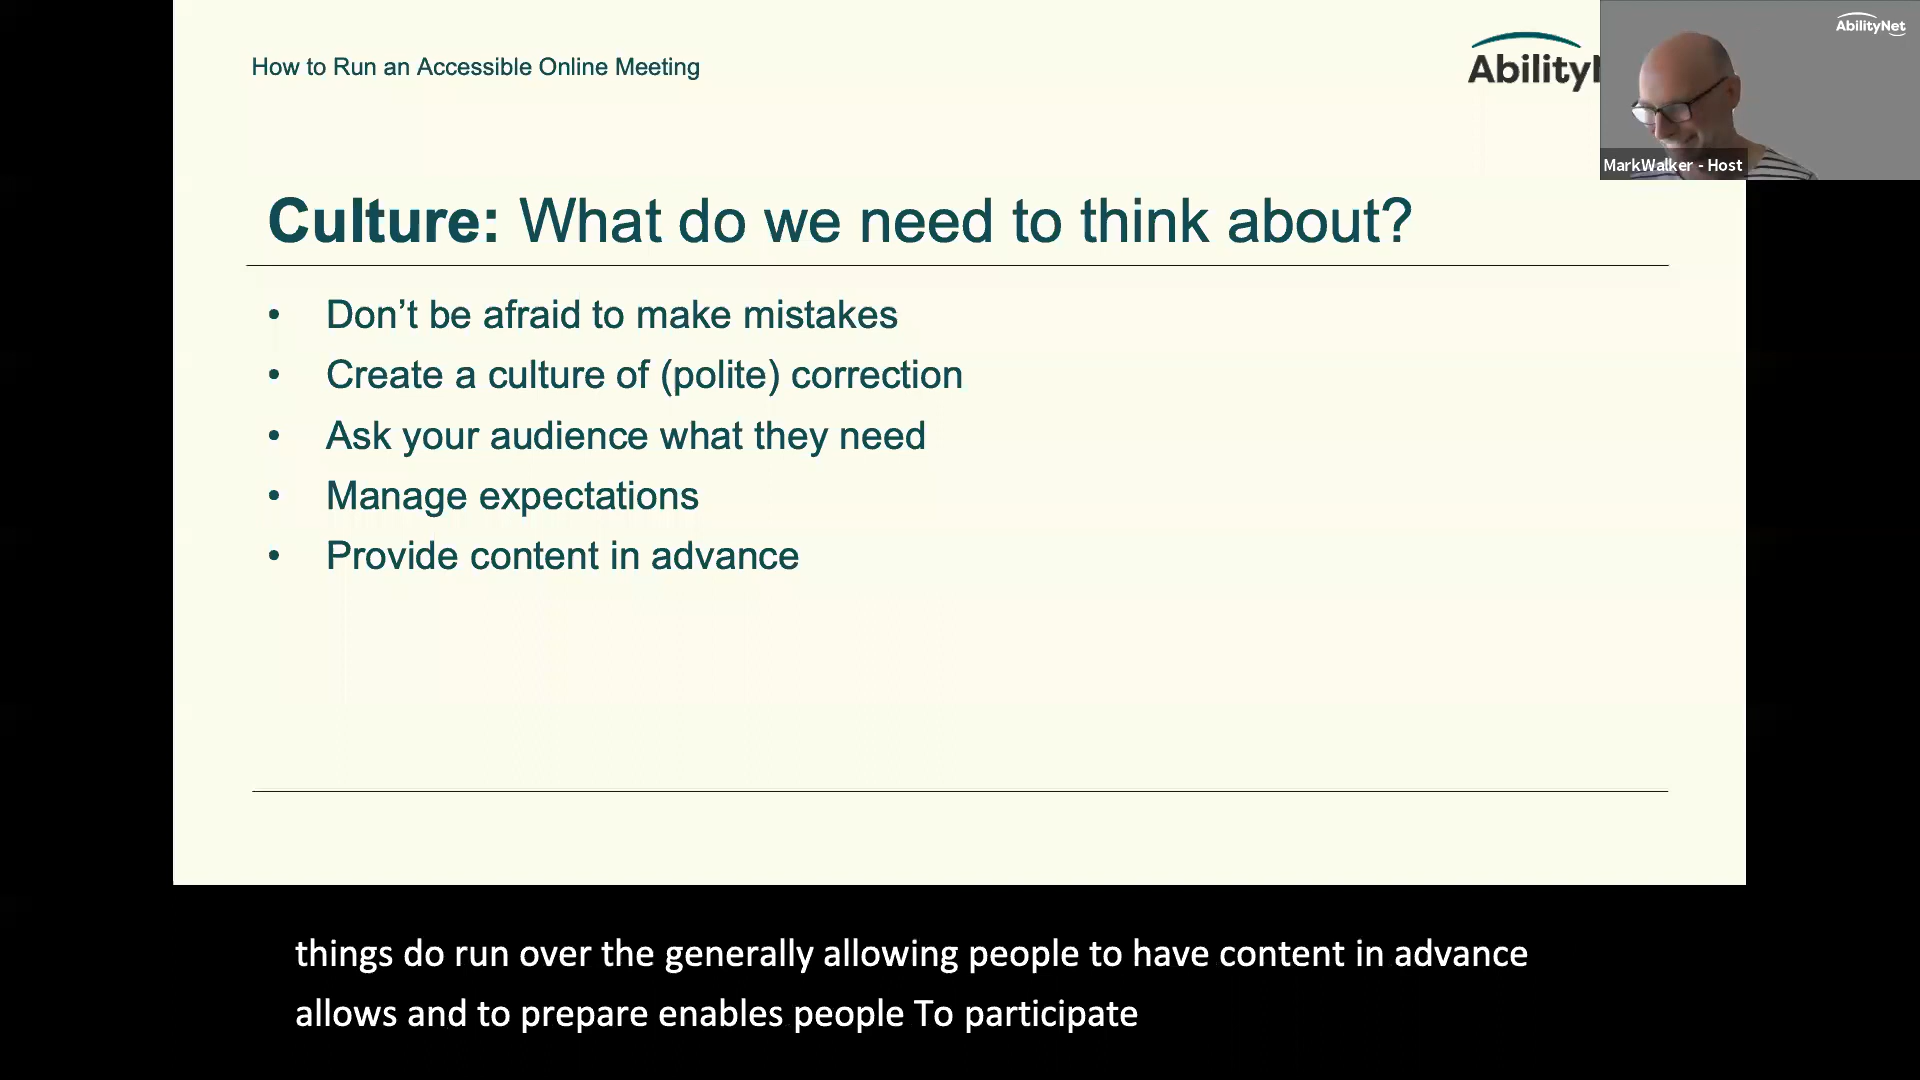 How to Run an Accessible Online Meeting
Ability
AbilityNet
MarkWalker - Host
Culture: What do we need to think about?
• Don’t be afraid to make mistakes
• Create a culture of (polite) correction
• Ask your audience what they need
• Manage expectations
• Provide content in advance
things do run over the generally allowing people to have content in advance
allows and to prepare enables people To participate